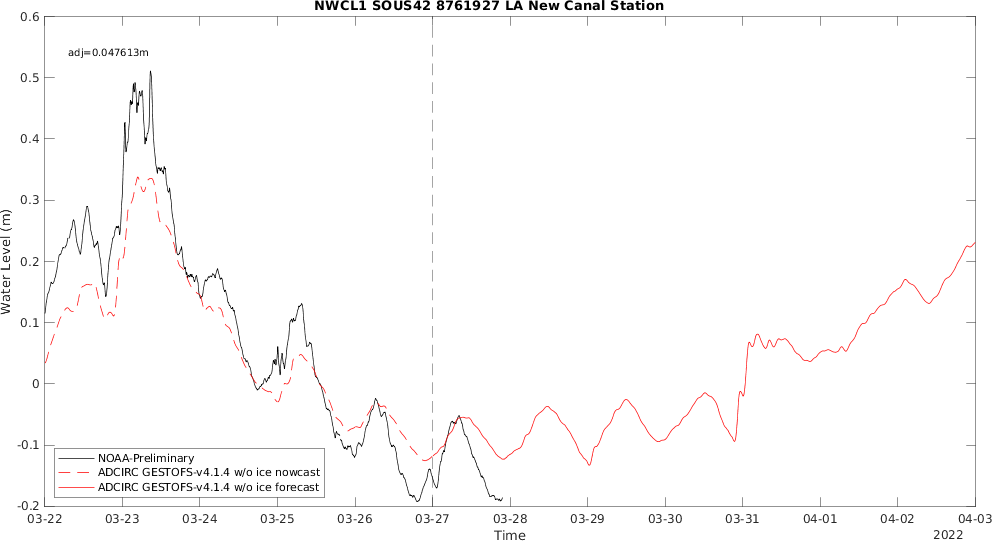 NWCL1 SOUS42 8761927 LA New Canal Station
adj=0.047613m
Water Level (m)
0.6
0.5
0.4
0.3
0.2
0.1
0
-0.1
-0.2
NOAA-Preliminary
ADCIRC GESTOFS-v4.1.4 w/o ice nowcast
ADCIRC GESTOFS-v4.1.4 w/o ice forecast
03-22 03-23 03-24 03-25 03-26 03-27 03-28 03-29 03-30 03-31 04-01 04-02 04-03
Time
2022